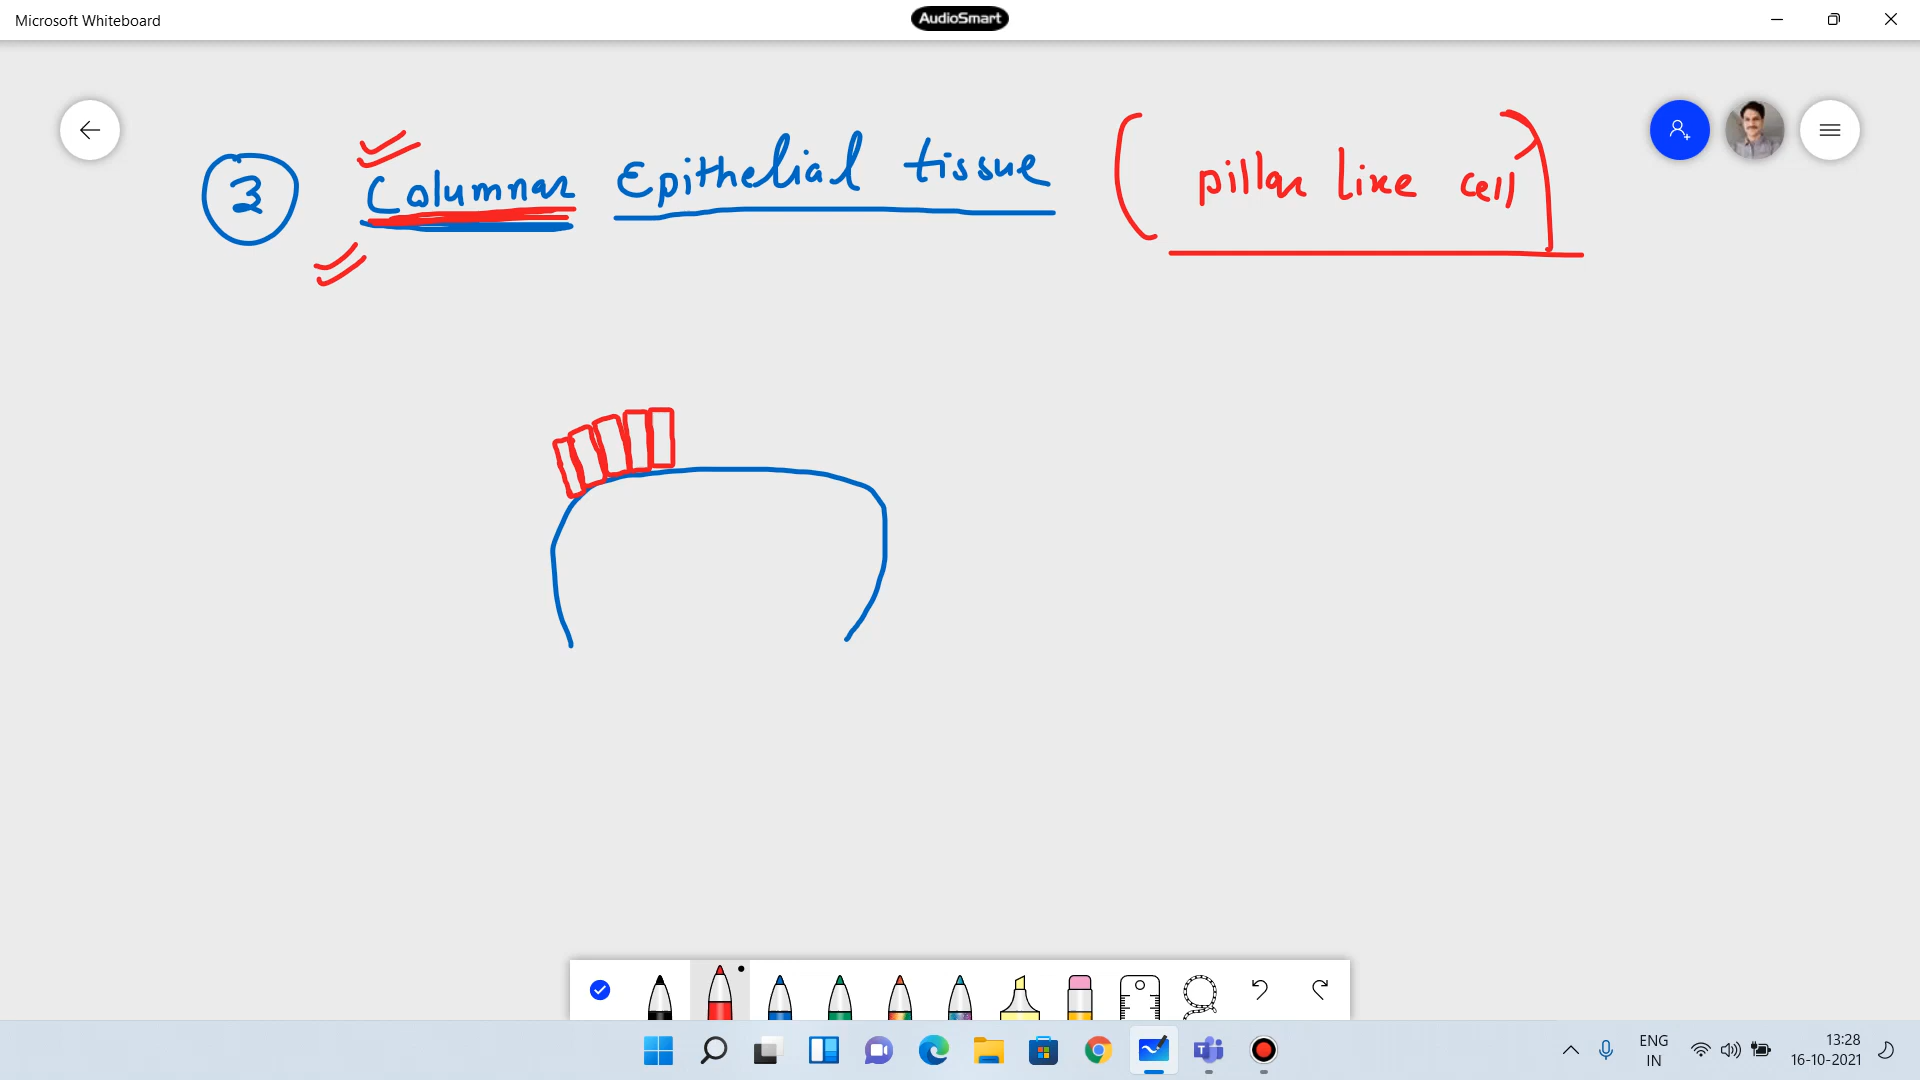 Microsoft Whiteboard
AudioSmart
3 Columnar Epithelial tissue (pillar like cell)
ENG
IN
13:28
16-10-2021